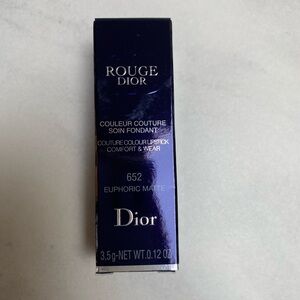 ROUGE
DIOR
COULEUR COUTURE
SOIN FONDANT
COUTURE COLOUR LIPSTICK
COMFORT & WEAR
652
EUPHORIC MATTE
Dior
3,5 g-NET WT.0.12 OZ